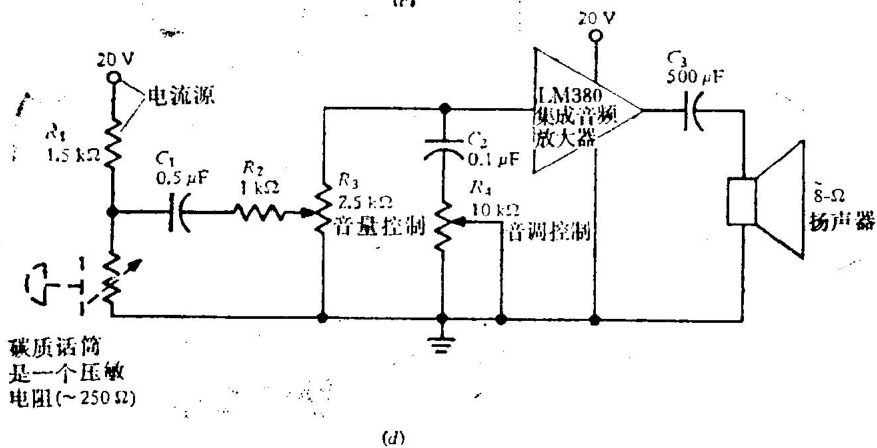 20 V
20 V
电流源
R1
1.5 kΩ
C1
0.5 μF
R2
1 kΩ
R3
2.5 kΩ
音量控制
C2
0.1 μF
R4
10 kΩ
音调控制
LM380
集成音频
放大器
C3
500 μF
8-Ω
扬声器
碳质话筒
是一个压敏
电阻(~250 Ω)
(d)